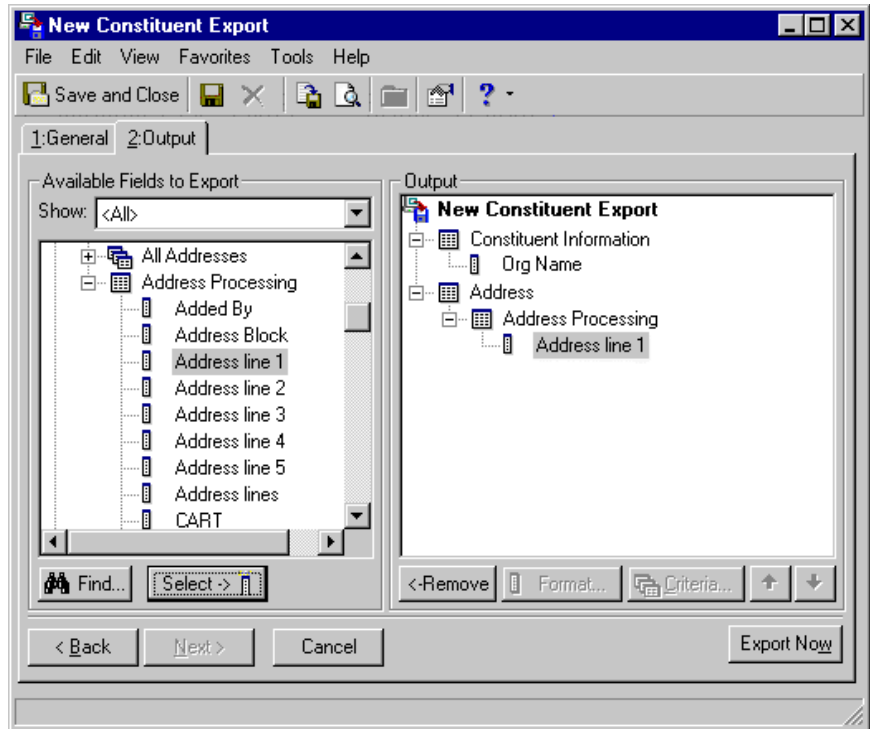 New Constituent Export
File Edit View Favorites Tools Help
Save and Close ?
1:General 2:Output
Available Fields to Export
Show: <All>
All Addresses
Address Processing
Added By
Address Block
Address line 1
Address line 2
Address line 3
Address line 4
Address line 5
Address lines
CART
Find... Select ->
Output
New Constituent Export
Constituent Information
Org Name
Address
Address Processing
Address line 1
<-Remove Format... Criteria...
< Back Next > Cancel Export Now